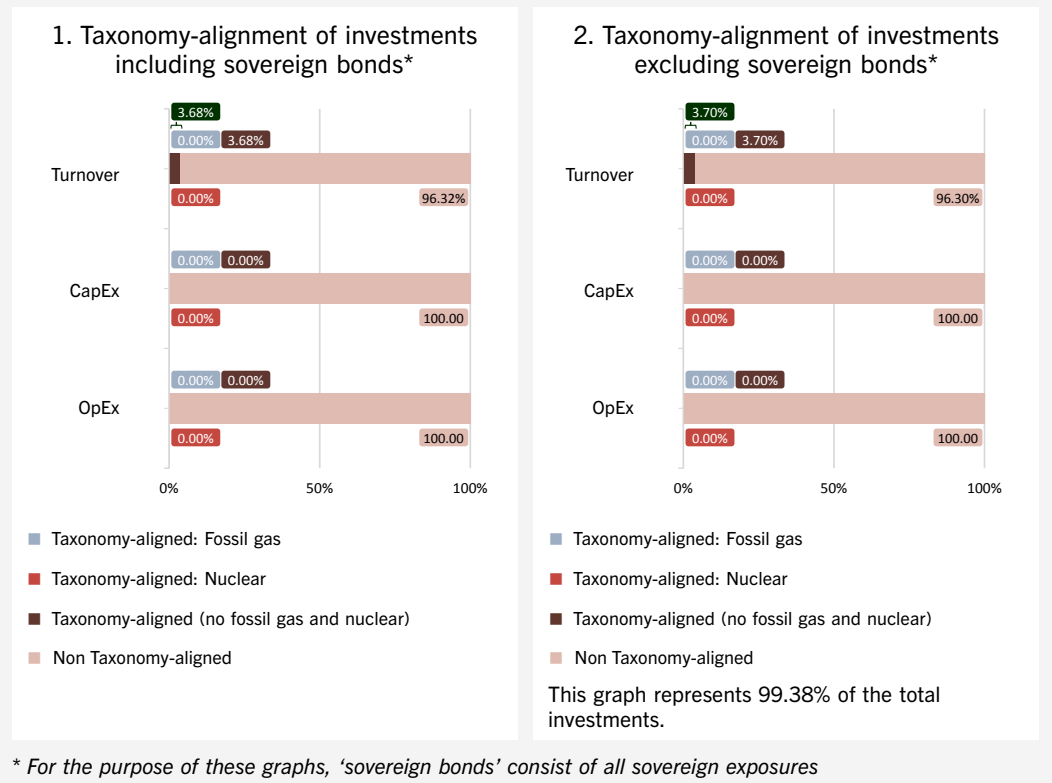 1. Taxonomy-alignment of investments
including sovereign bonds*
3.68%
0.00% 3.68%
Turnover
0.00% 96.32%
0.00% 0.00%
CapEx
0.00% 100.00
0.00% 0.00%
OpEx
0.00% 100.00
0% 50% 100%
Taxonomy-aligned: Fossil gas
Taxonomy-aligned: Nuclear
Taxonomy-aligned (no fossil gas and nuclear)
Non Taxonomy-aligned
2. Taxonomy-alignment of investments
excluding sovereign bonds*
3.70%
0.00% 3.70%
Turnover
0.00% 96.30%
0.00% 0.00%
CapEx
0.00% 100.00
0.00% 0.00%
OpEx
0.00% 100.00
0% 50% 100%
Taxonomy-aligned: Fossil gas
Taxonomy-aligned: Nuclear
Taxonomy-aligned (no fossil gas and nuclear)
Non Taxonomy-aligned
This graph represents 99.38% of the total
investments.
* For the purpose of these graphs, ‘sovereign bonds’ consist of all sovereign exposures